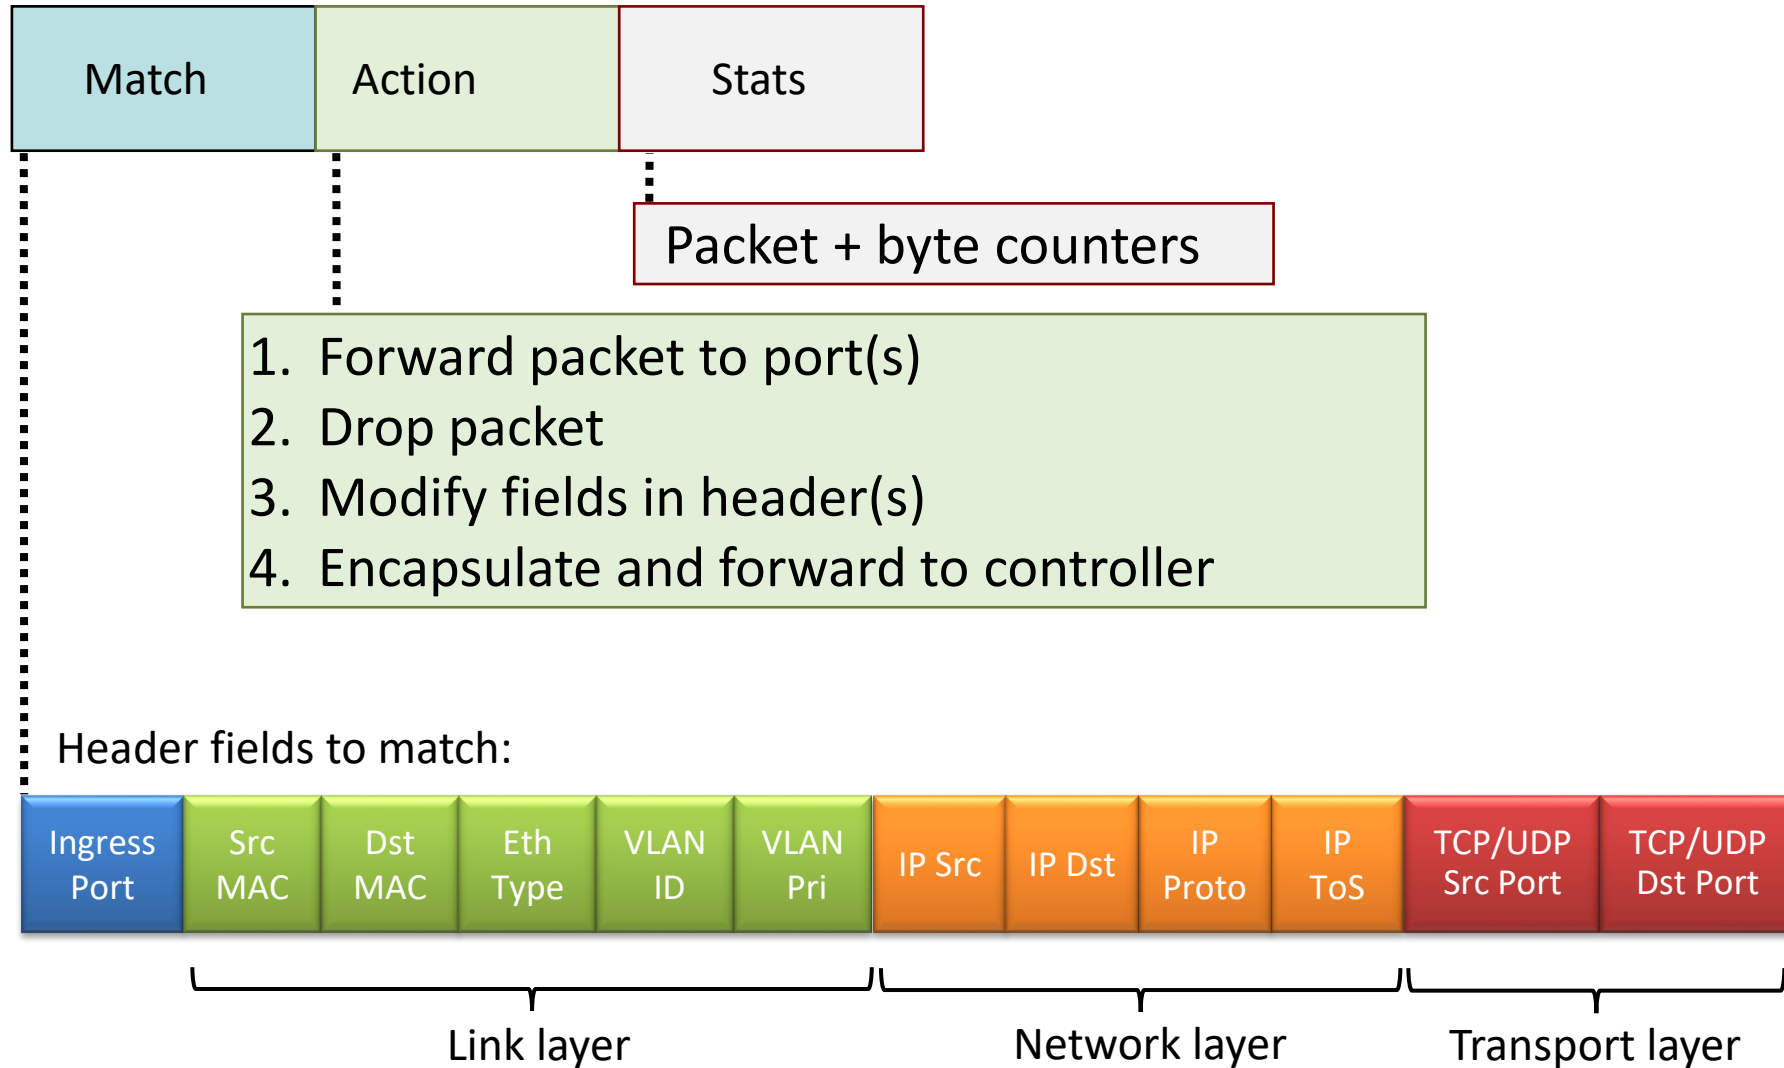 Match
Action
Stats
Packet + byte counters
1. Forward packet to port(s)
2. Drop packet
3. Modify fields in header(s)
4. Encapsulate and forward to controller
Header fields to match:
Ingress
Port
Src
MAC
Dst
MAC
Eth
Type
VLAN
ID
VLAN
Pri
IP Src
IP Dst
IP
Proto
IP
ToS
TCP/UDP
Src Port
TCP/UDP
Dst Port
Link layer
Network layer
Transport layer